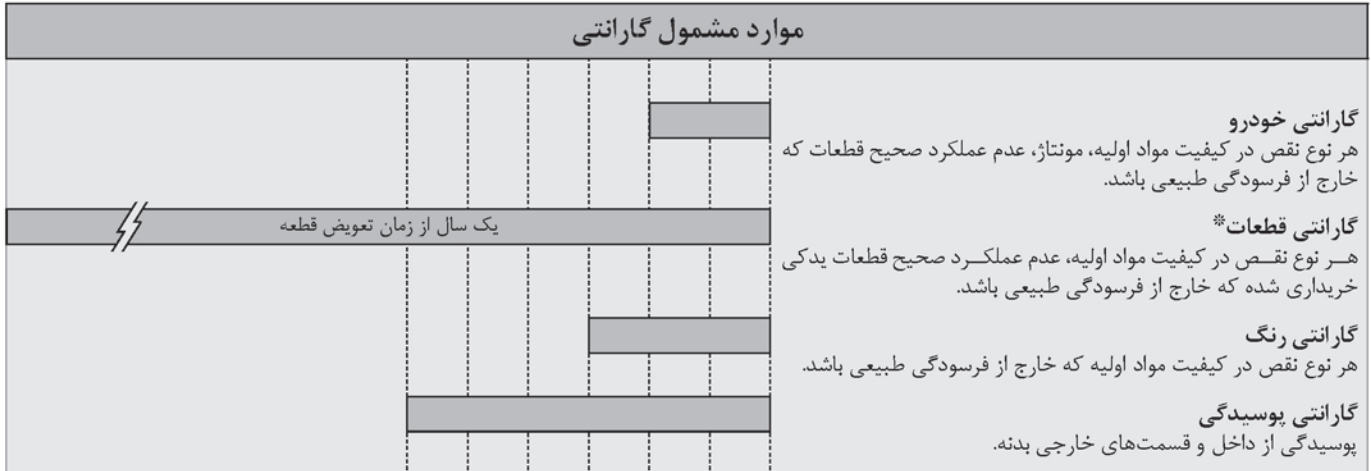 موارد مشمول گارانتی
گارانتی خودرو
هر نوع نقص در کیفیت مواد اولیه، مونتاژ، عدم عملکرد صحیح قطعات که
خارج از فرسودگی طبیعی باشد.
گارانتی قطعات*
یک سال از زمان تعویض قطعه
هــر نوع نقــص در کیفیت مواد اولیه، عدم عملکــرد صحیح قطعات یدکی
خریداری شده که خارج از فرسودگی طبیعی باشد.
گارانتی رنگ
هر نوع نقص در کیفیت مواد اولیه که خارج از فرسودگی طبیعی باشد.
گارانتی پوسیدگی
پوسیدگی از داخل و قسمت‌های خارجی بدنه.